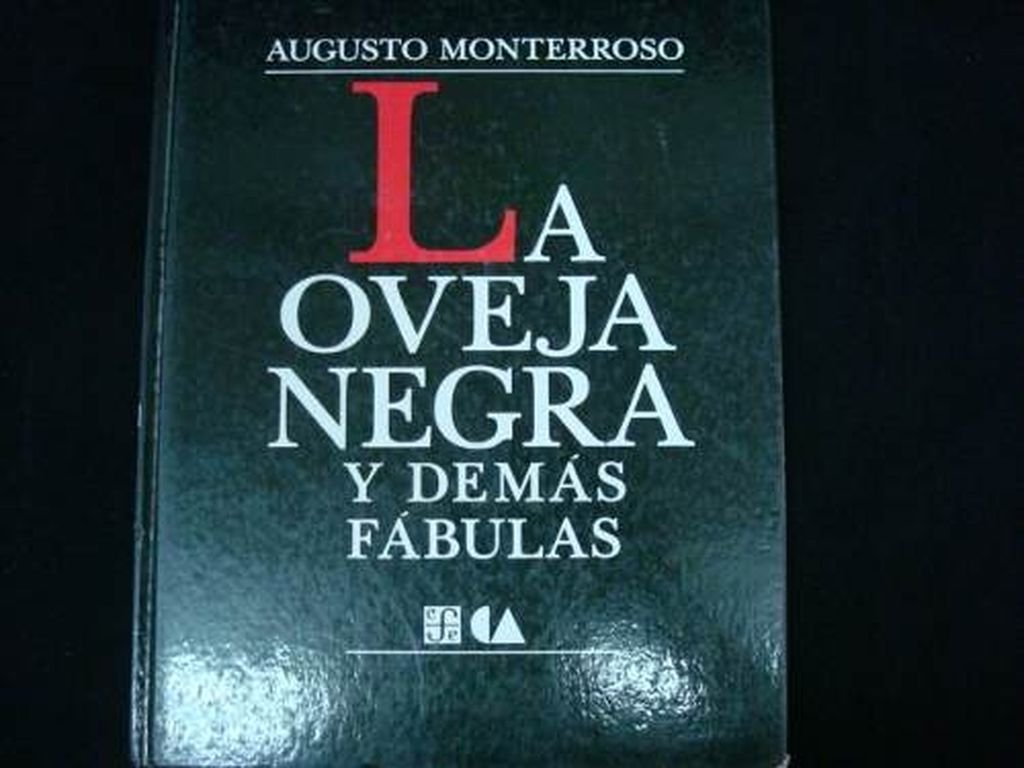 AUGUSTO MONTERROSO
LA
OVEJA
NEGRA
Y DEMÁS
FÁBULAS